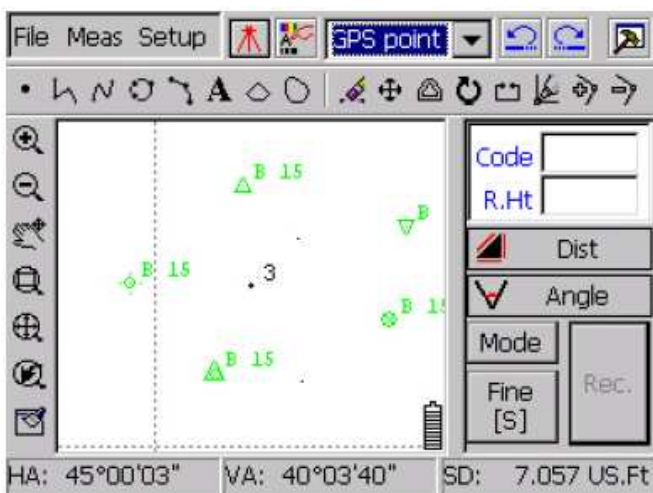 File Meas Setup GPS point
A
Code
R.Ht
B 15
B
B 15
3
Dist
Angle
B 15
B 15
Mode
Fine
[S]
Rec.
HA: 45°00'03" VA: 40°03'40" SD: 7.057 US.Ft